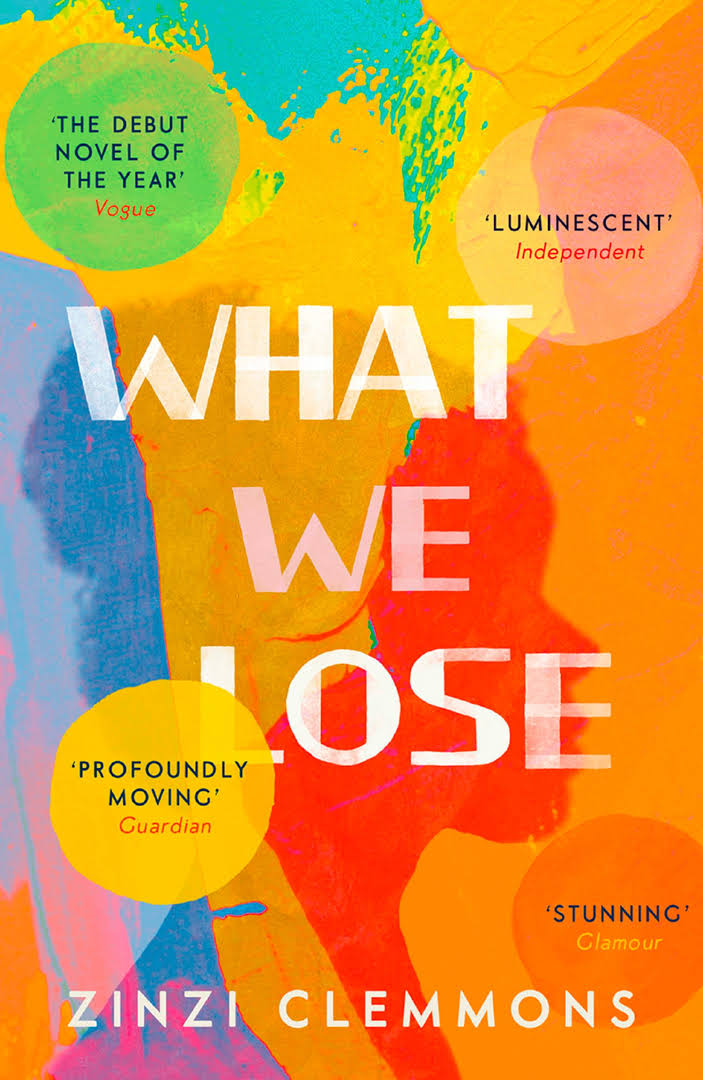 ‘THE DEBUT
NOVEL OF
THE YEAR’
Vogue
‘LUMINESCENT’
Independent
WHAT
WE
LOSE
‘PROFOUNDLY
MOVING’
Guardian
‘STUNNING’
Glamour
ZINZI CLEMMONS